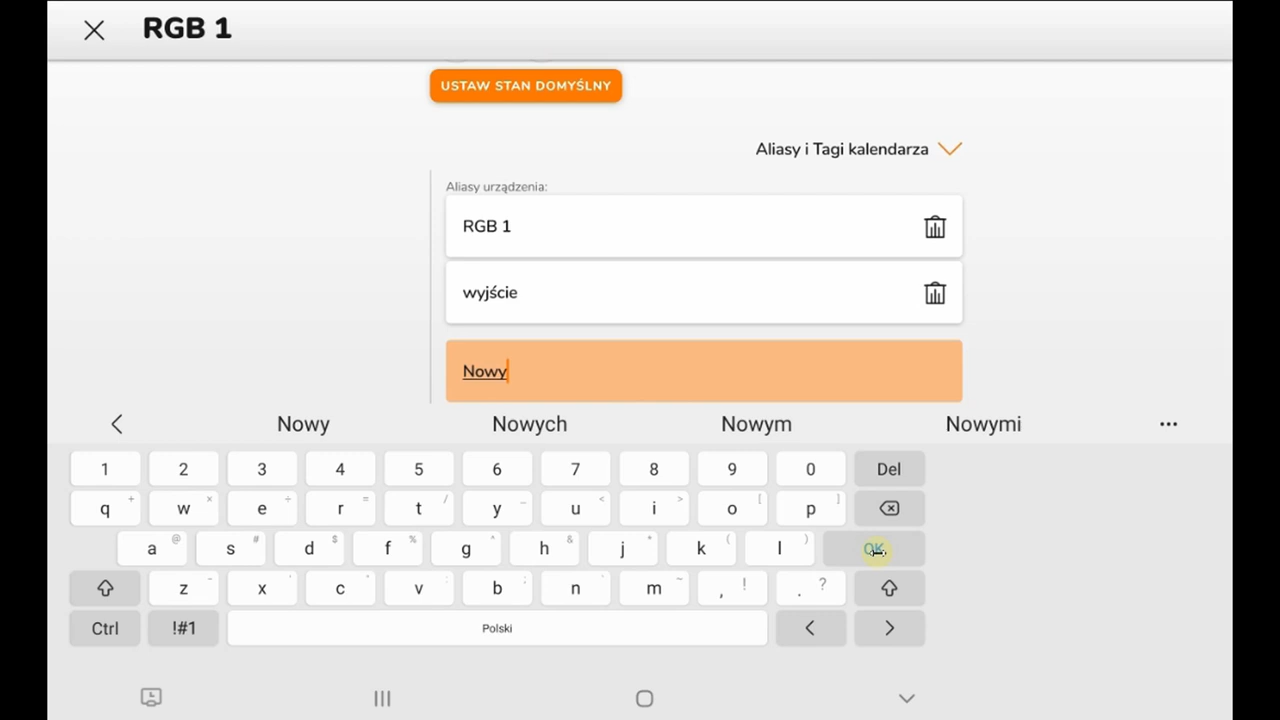 RGB 1
USTAW STAN DOMYŚLNY
Aliasy i Tagi kalendarza
Aliasy urządzenia:
RGB 1
wyjście
Nowy
Nowy Nowych Nowym Nowymi ...
1 2 3 4 5 6 7 8 9 0 Del
q + w × e ÷ r = t / y _ u < i > o [ p ]
a @ s # d $ f % g ^ h & j * k ( l ) OK
z - x ' c " v : b ; n ` m ~ , ! . ?
Ctrl !#1 Polski < >